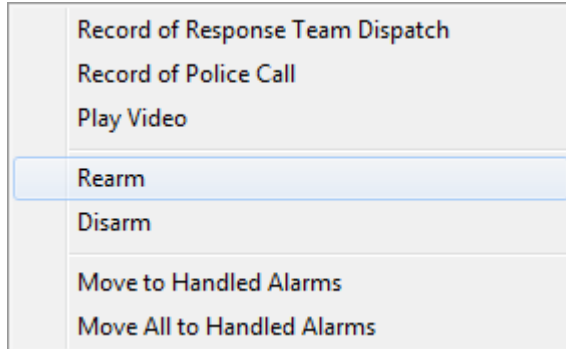 Record of Response Team Dispatch
Record of Police Call
Play Video
Rearm
Disarm
Move to Handled Alarms
Move All to Handled Alarms